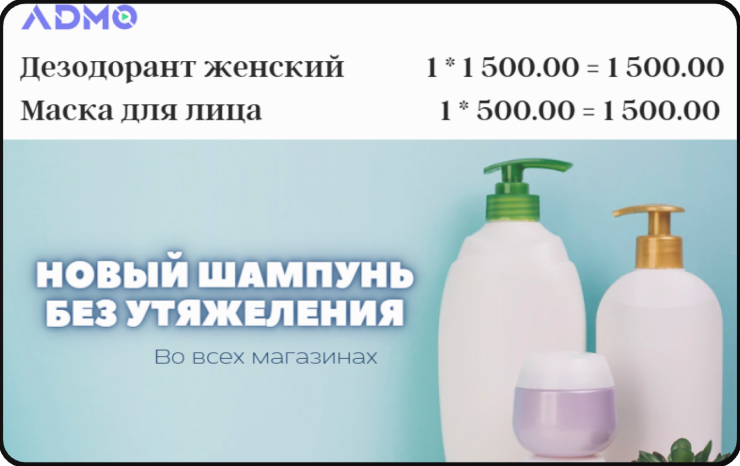 ADMO
Дезодорант женский 1 * 1 500.00 = 1 500.00
Маска для лица 1 * 500.00 = 1 500.00
НОВЫЙ ШАМПУНЬ
БЕЗ УТЯЖЕЛЕНИЯ
Во всех магазинах